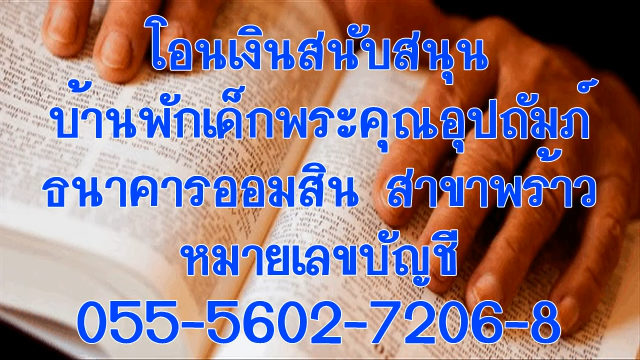 โอนเงินสนับสนุน
บ้านพักเด็กพระคุณอุปถัมภ์
ธนาคารออมสิน สาขาพร้าว
หมายเลขบัญชี
055-5602-7206-8